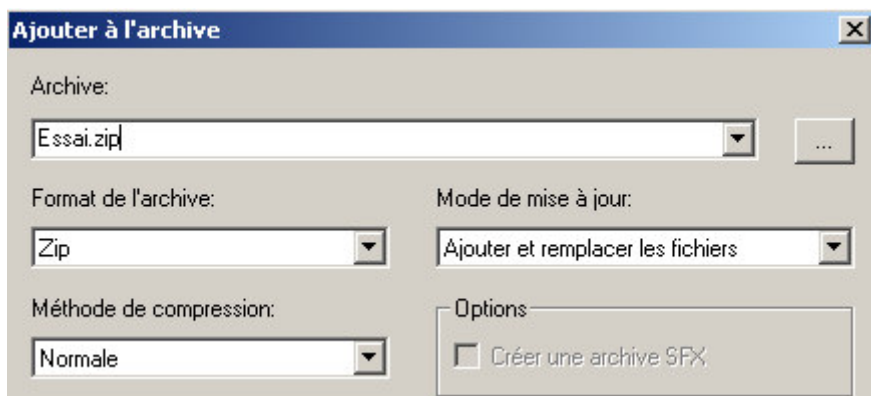 Ajouter à l'archive
Archive:
Essai.zip
...
Format de l'archive:
Mode de mise à jour:
Zip
Ajouter et remplacer les fichiers
Méthode de compression:
Options
Normale
Créer une archive SFX